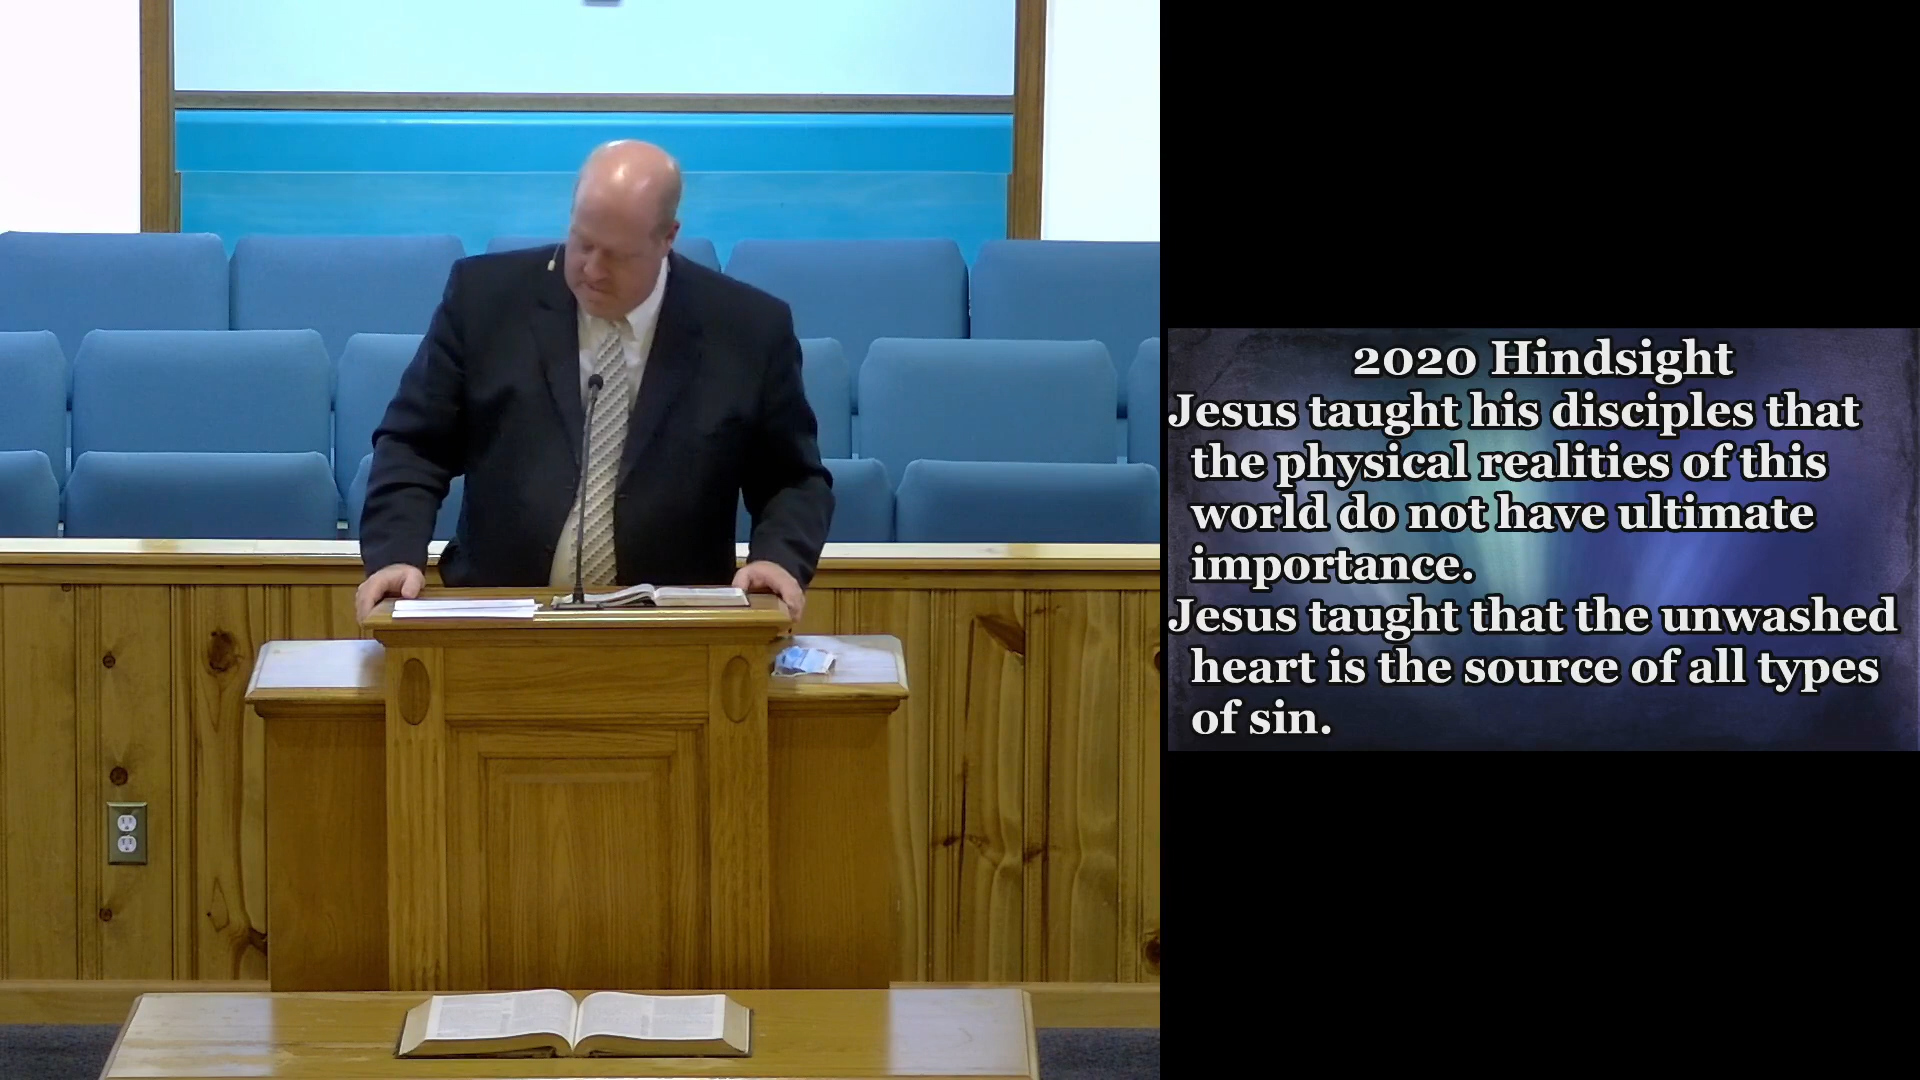 2020 Hindsight
Jesus taught his disciples that
the physical realities of this
world do not have ultimate
importance.
Jesus taught that the unwashed
heart is the source of all types
of sin.